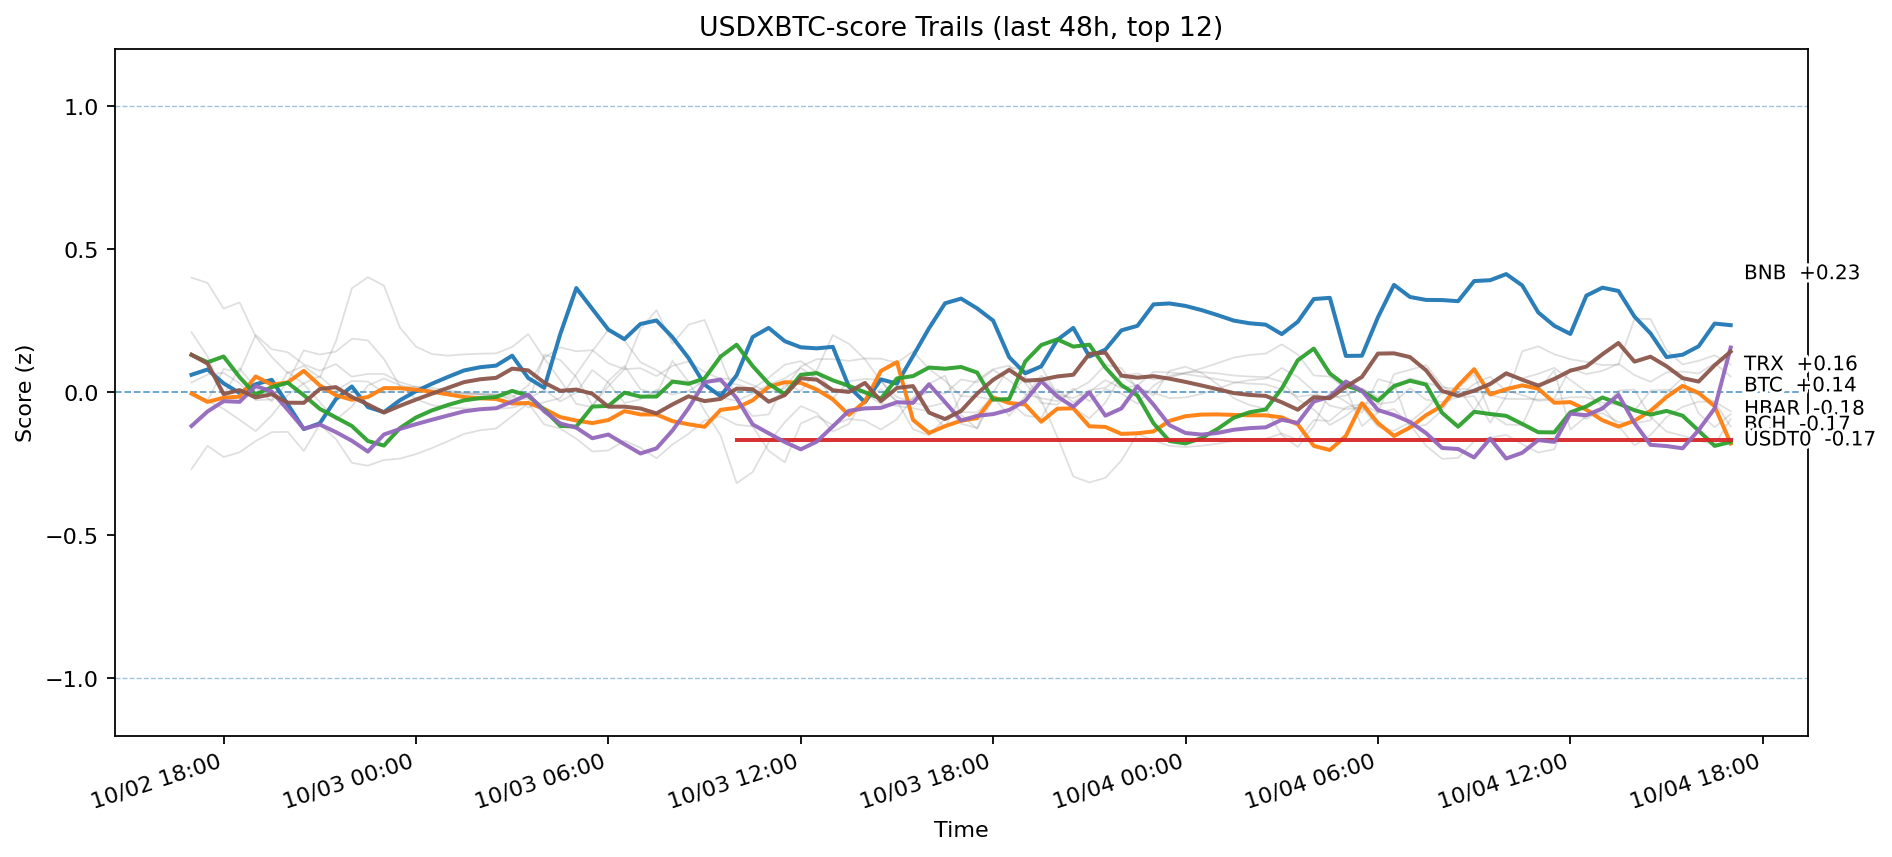 USDXBTC-score Trails (last 48h, top 12)
Score (z)
1.0
0.5
0.0
−0.5
−1.0
BNB +0.23
TRX +0.16
BTC +0.14
HBAR -0.18
BCH -0.17
USDT0 -0.17
10/02 18:00
10/03 00:00
10/03 06:00
10/03 12:00
10/03 18:00
10/04 00:00
10/04 06:00
10/04 12:00
10/04 18:00
Time